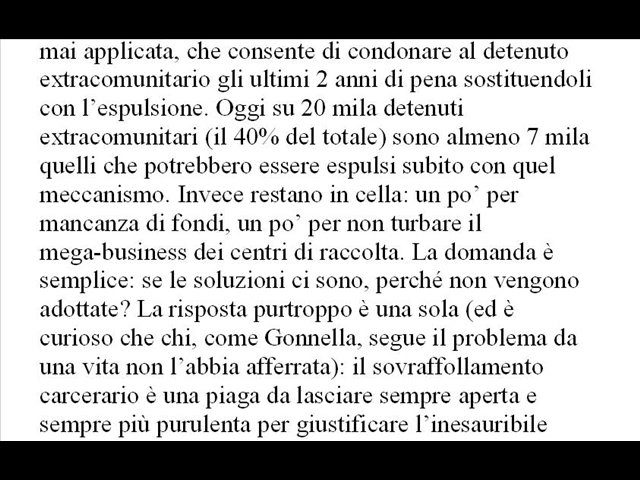 mai applicata, che consente di condonare al detenuto
extracomunitario gli ultimi 2 anni di pena sostituendoli
con l’espulsione. Oggi su 20 mila detenuti
extracomunitari (il 40% del totale) sono almeno 7 mila
quelli che potrebbero essere espulsi subito con quel
meccanismo. Invece restano in cella: un po’ per
mancanza di fondi, un po’ per non turbare il
mega-business dei centri di raccolta. La domanda è
semplice: se le soluzioni ci sono, perché non vengono
adottate? La risposta purtroppo è una sola (ed è
curioso che chi, come Gonnella, segue il problema da
una vita non l’abbia afferrata): il sovraffollamento
carcerario è una piaga da lasciare sempre aperta e
sempre più purulenta per giustificare l’inesauribile